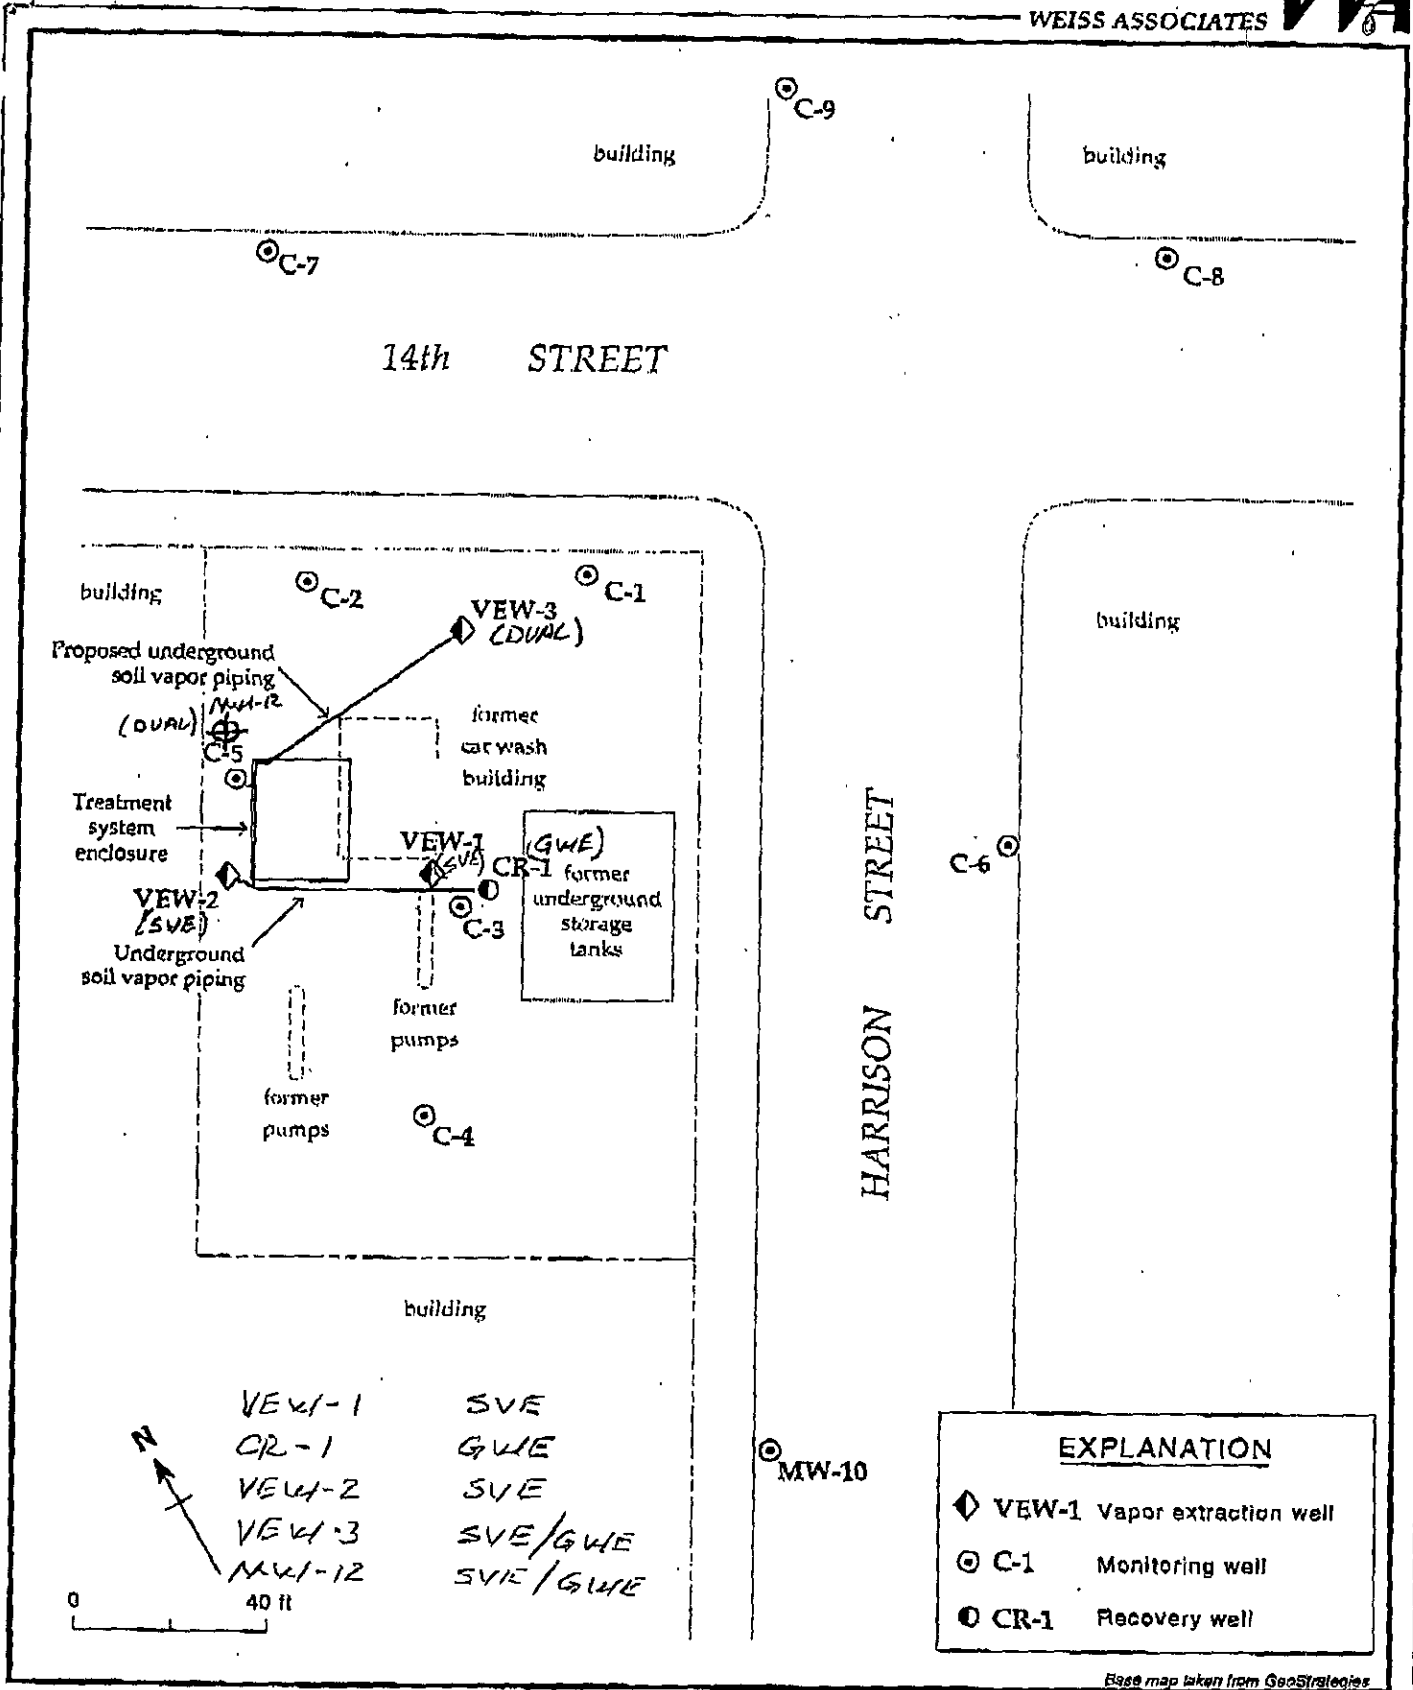 WEISS ASSOCIATES
C-9
building
building
C-7
C-8
14th STREET
building
C-2
C-1
VEW-3
(DUAL)
building
Proposed underground
soil vapor piping
MW-12
(DUAL)
C-5
former
car wash
building
Treatment
system
enclosure
VEW-1
(SVE)
CR-1
(GWE)
former
underground
storage
tanks
C-6
VEW-2
(SVE)
C-3
Underground
soil vapor piping
former
pumps
former
pumps
C-4
HARRISON STREET
building
VEW-1 SVE
CR-1 GWE
VEW-2 SVE
VEW-3 SVE/GWE
MW-12 SVE/GWE
N
0 40 ft
MW-10
EXPLANATION
VEW-1 Vapor extraction well
C-1 Monitoring well
CR-1 Recovery well
Base map taken from GeoStrategies